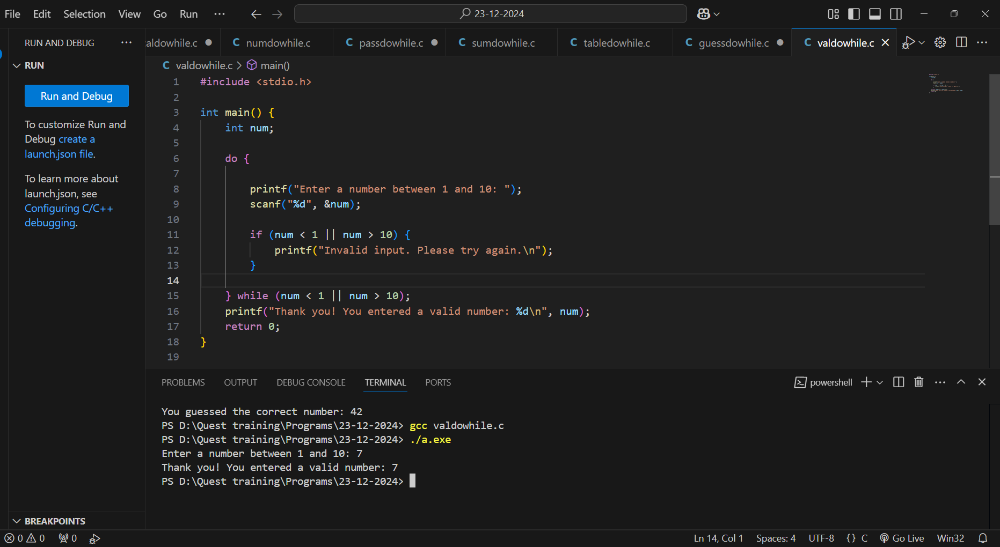 File Edit Selection View Go Run ··· 23-12-2024
RUN AND DEBUG ··· aldowhile.c numdowhile.c passdowhile.c sumdowhile.c tabledowhile.c guessdowhile.c valdowhile.c
RUN
Run and Debug
To customize Run and
Debug create a
launch.json file.
To learn more about
launch.json, see
Configuring C/C++
debugging.
BREAKPOINTS
C valdowhile.c > main()
1 #include <stdio.h>
2
3 int main() {
4     int num;
5
6     do {
7
8         printf("Enter a number between 1 and 10: ");
9         scanf("%d", &num);
10
11         if (num < 1 || num > 10) {
12             printf("Invalid input. Please try again.\n");
13         }
14
15     } while (num < 1 || num > 10);
16     printf("Thank you! You entered a valid number: %d\n", num);
17     return 0;
18 }
19
PROBLEMS OUTPUT DEBUG CONSOLE TERMINAL PORTS powershell
You guessed the correct number: 42
PS D:\Quest training\Programs\23-12-2024> gcc valdowhile.c
PS D:\Quest training\Programs\23-12-2024> ./a.exe
Enter a number between 1 and 10: 7
Thank you! You entered a valid number: 7
PS D:\Quest training\Programs\23-12-2024>
0 0 0 Ln 14, Col 1 Spaces: 4 UTF-8 {} C Go Live Win32